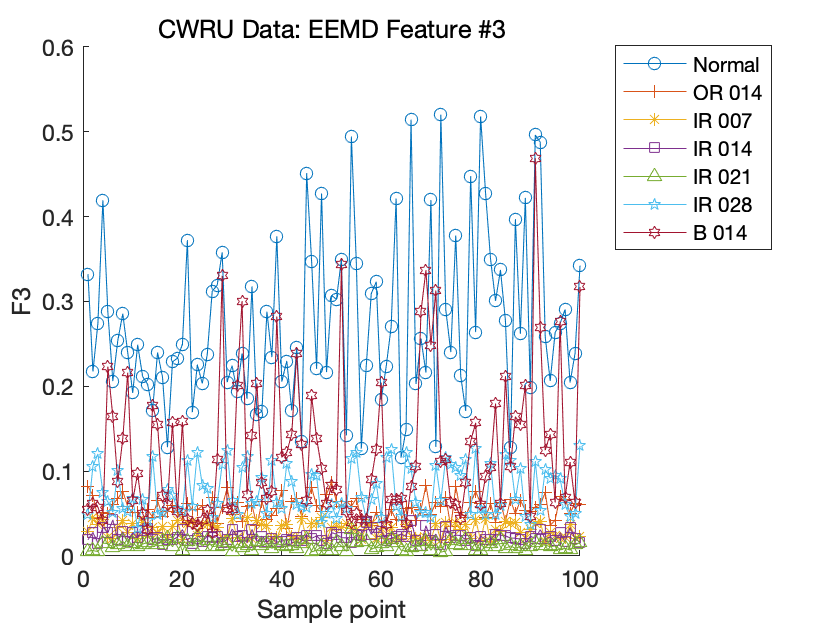 CWRU Data: EEMD Feature #3
0.6
0.5
0.4
0.3
0.2
0.1
0
F3
0 20 40 60 80 100
Sample point
Normal
OR 014
IR 007
IR 014
IR 021
IR 028
B 014